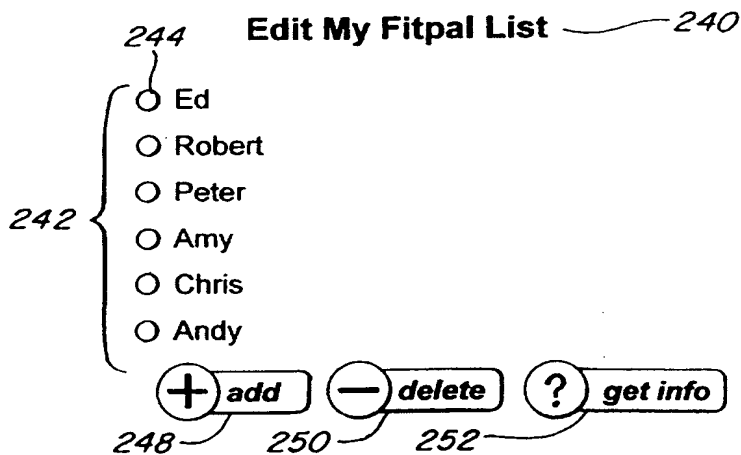 244 Edit My Fitpal List 240
Ed
Robert
Peter
242 Amy
Chris
Andy
+ add - delete ? get info
248 250 252